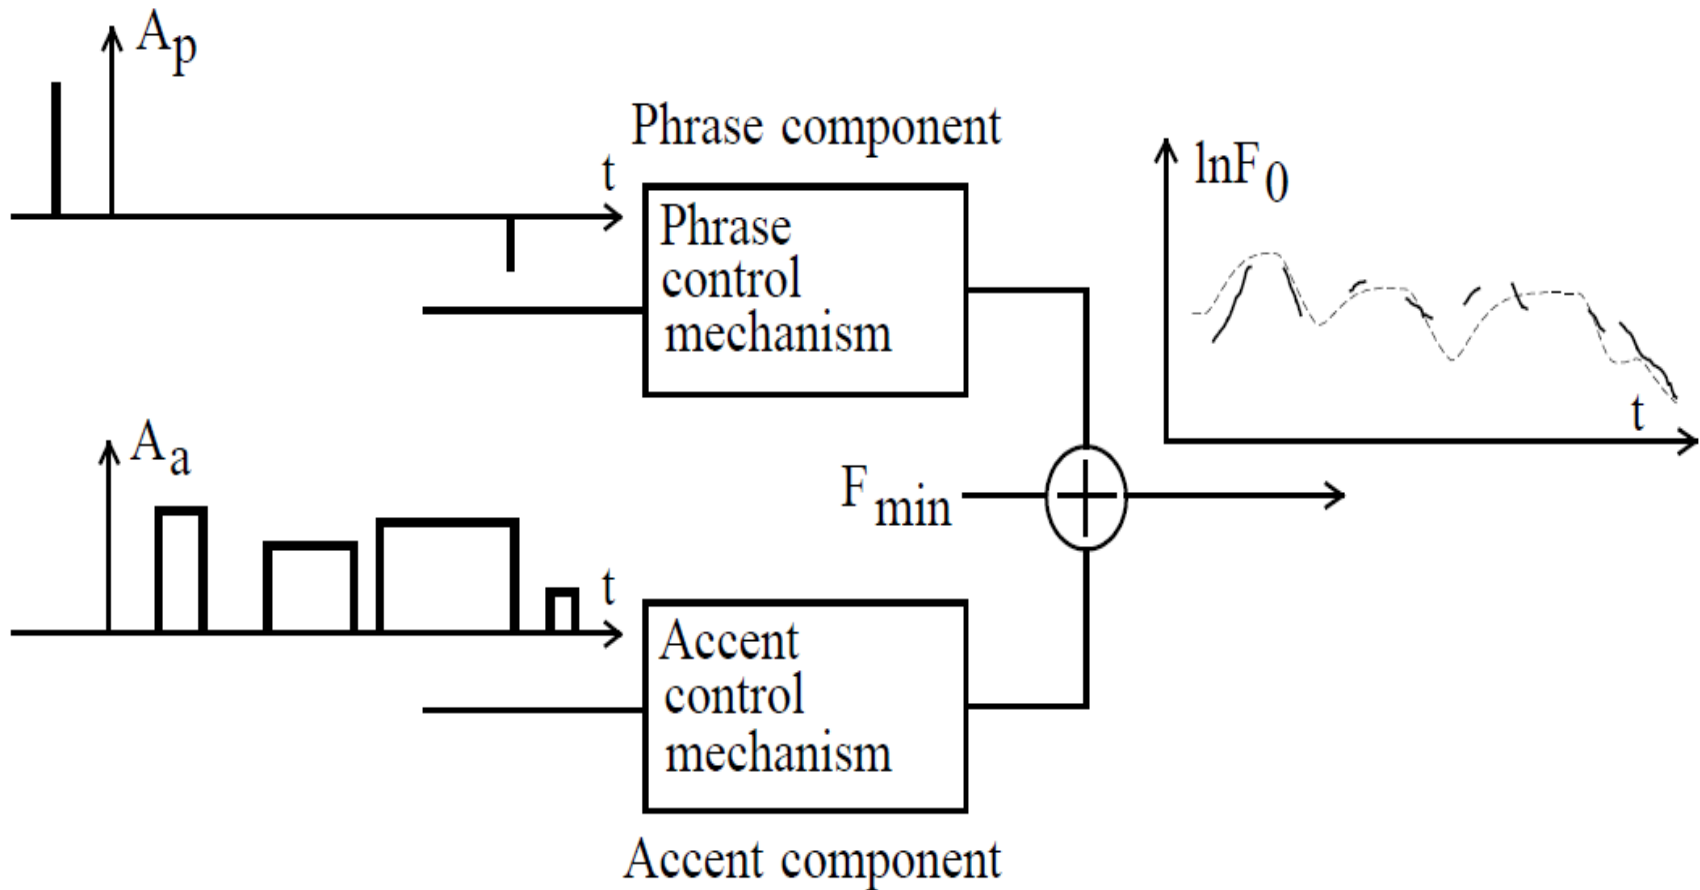 Ap
t
Phrase component
Phrase
control
mechanism
lnF0
t
Aa
t
Fmin
Accent
control
mechanism
Accent component